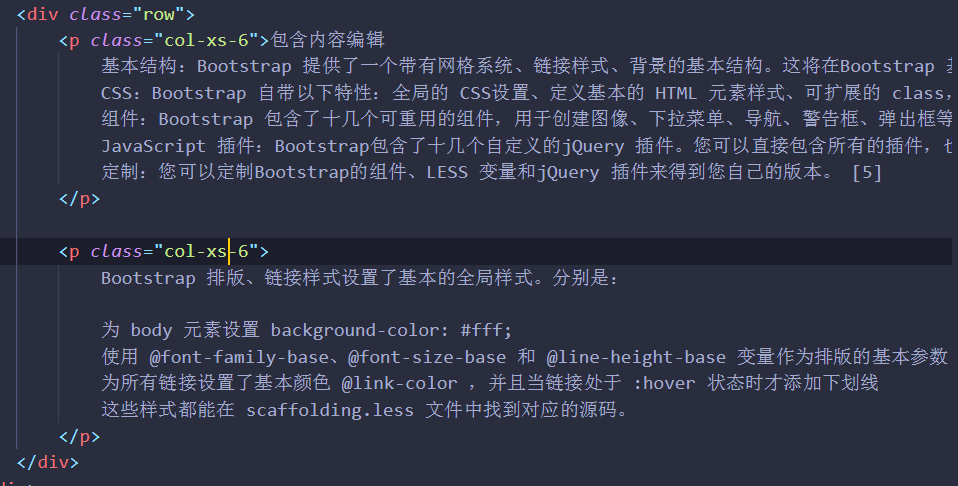 <div class="row">
<p class="col-xs-6">包含内容编辑
基本结构：Bootstrap 提供了一个带有网格系统、链接样式、背景的基本结构。这将在Bootstrap
CSS：Bootstrap 自带以下特性：全局的 CSS设置、定义基本的 HTML 元素样式、可扩展的 class，
组件：Bootstrap 包含了十几个可重用的组件，用于创建图像、下拉菜单、导航、警告框、弹出框等
JavaScript 插件：Bootstrap包含了十几个自定义的jQuery 插件。您可以直接包含所有的插件，也
定制：您可以定制Bootstrap的组件、LESS 变量和jQuery 插件来得到您自己的版本。 [5]
</p>
<p class="col-xs-6">
Bootstrap 排版、链接样式设置了基本的全局样式。分别是：
为 body 元素设置 background-color: #fff;
使用 @font-family-base、@font-size-base 和 @line-height-base 变量作为排版的基本参数
为所有链接设置了基本颜色 @link-color ，并且当链接处于 :hover 状态时才添加下划线
这些样式都能在 scaffolding.less 文件中找到对应的源码。
</p>
</div>